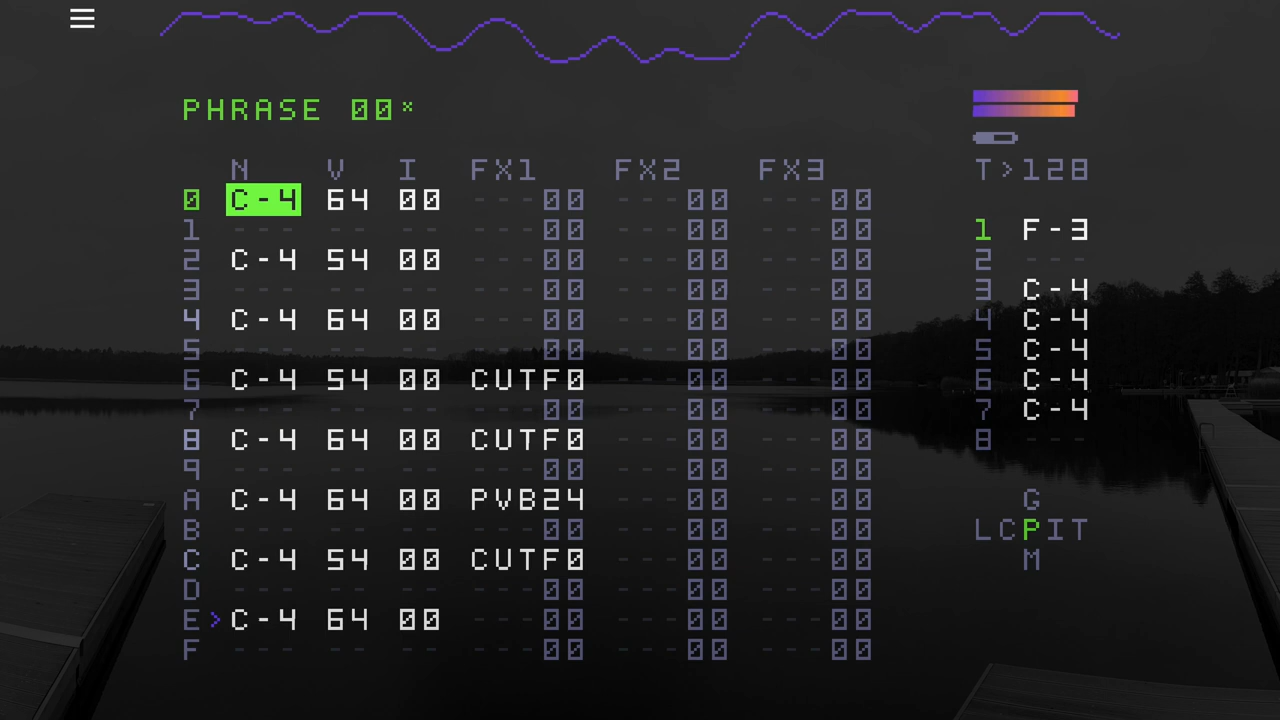 PHRASE 00*
N V I FX1 FX2 FX3 T>128
0 C-4 64 00 ---00 ---00 ---00
1 --- -- -- ---00 ---00 ---00 1 F-3
2 C-4 54 00 ---00 ---00 ---00 2 ---
3 --- -- -- ---00 ---00 ---00 3 C-4
4 C-4 64 00 ---00 ---00 ---00 4 C-4
5 --- -- -- ---00 ---00 ---00 5 C-4
6 C-4 54 00 CUTF0 ---00 ---00 6 C-4
7 --- -- -- ---00 ---00 ---00 7 C-4
8 C-4 64 00 CUTF0 ---00 ---00 8 ---
9 --- -- -- ---00 ---00 ---00
A C-4 64 00 PVB24 ---00 ---00 G
B --- -- -- ---00 ---00 ---00 LCPIT
C C-4 54 00 CUTF0 ---00 ---00 M
D --- -- -- ---00 ---00 ---00
E >C-4 64 00 ---00 ---00 ---00
F --- -- -- ---00 ---00 ---00